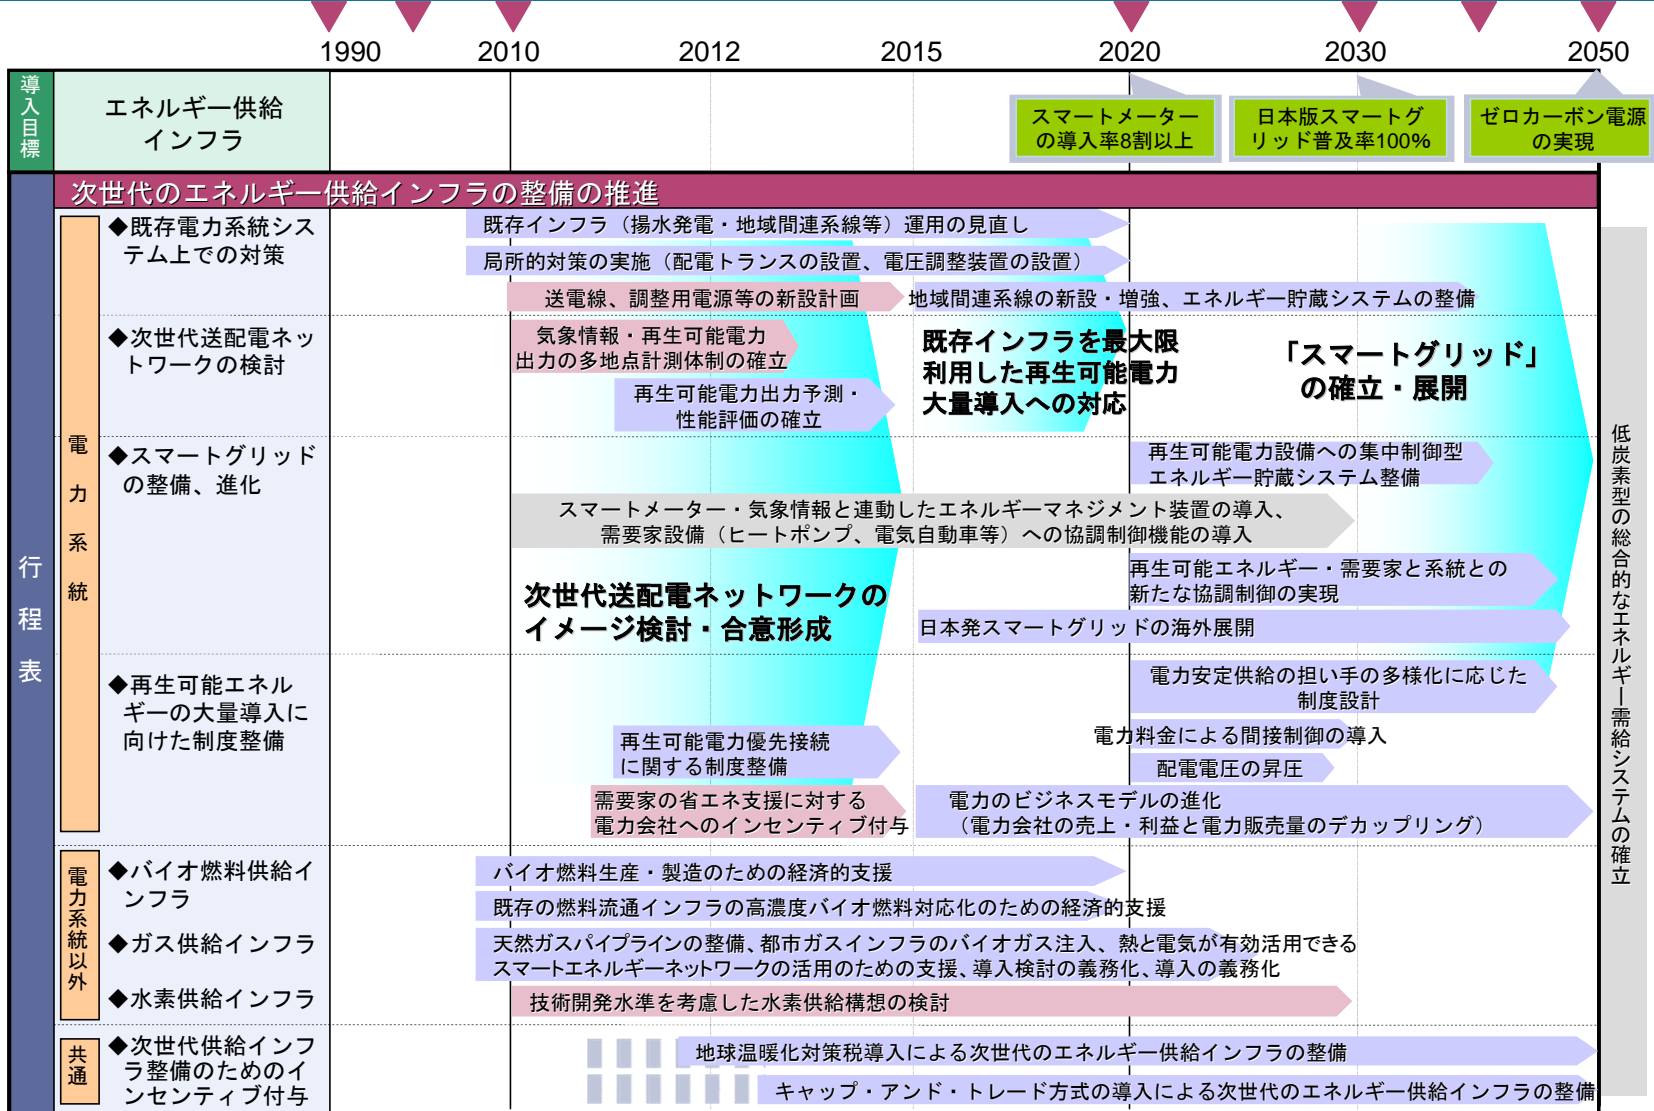 1990 2010 2012 2015 2020 2030 2050
導入目標
エネルギー供給
インフラ
スマートメーター
の導入率8割以上
日本版スマートグ
リッド普及率100%
ゼロカーボン電源
の実現
行程表
次世代のエネルギー供給インフラの整備の推進
電力系統
◆既存電力系統シス
テム上での対策
既存インフラ（揚水発電・地域間連系線等）運用の見直し
局所的対策の実施（配電トランスの設置、電圧調整装置の設置）
送電線、調整用電源等の新設計画
地域間連系線の新設・増強、エネルギー貯蔵システムの整備
◆次世代送配電ネッ
トワークの検討
気象情報・再生可能電力
出力の多地点計測体制の確立
再生可能電力出力予測・
性能評価の確立
既存インフラを最大限
利用した再生可能電力
大量導入への対応
「スマートグリッド」
の確立・展開
◆スマートグリッド
の整備、進化
再生可能電力設備への集中制御型
エネルギー貯蔵システム整備
スマートメーター・気象情報と連動したエネルギーマネジメント装置の導入、
需要家設備（ヒートポンプ、電気自動車等）への協調制御機能の導入
再生可能エネルギー・需要家と系統との
新たな協調制御の実現
次世代送配電ネットワークの
イメージ検討・合意形成
日本発スマートグリッドの海外展開
◆再生可能エネル
ギーの大量導入に
向けた制度整備
電力安定供給の担い手の多様化に応じた
制度設計
再生可能電力優先接続
に関する制度整備
電力料金による間接制御の導入
配電電圧の昇圧
需要家の省エネ支援に対する
電力会社へのインセンティブ付与
電力のビジネスモデルの進化
（電力会社の売上・利益と電力販売量のデカップリング）
電力系統以外
◆バイオ燃料供給イ
ンフラ
バイオ燃料生産・製造のための経済的支援
既存の燃料流通インフラの高濃度バイオ燃料対応化のための経済的支援
◆ガス供給インフラ
天然ガスパイプラインの整備、都市ガスインフラのバイオガス注入、熱と電気が有効活用できる
スマートエネルギーネットワークの活用のための支援、導入検討の義務化、導入の義務化
◆水素供給インフラ
技術開発水準を考慮した水素供給構想の検討
共通
◆次世代供給インフ
ラ整備のためのイ
ンセンティブ付与
地球温暖化対策税導入による次世代のエネルギー供給インフラの整備
キャップ・アンド・トレード方式の導入による次世代のエネルギー供給インフラの整備
低炭素型の総合的なエネルギー需給システムの確立